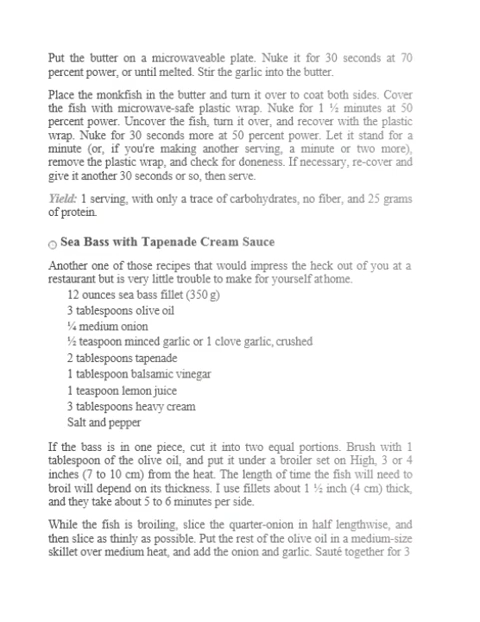 Put the butter on a microwaveable plate. Nuke it for 30 seconds at 70
percent power, or until melted. Stir the garlic into the butter.
Place the monkfish in the butter and turn it over to coat both sides. Cover
the fish with microwave-safe plastic wrap. Nuke for 1 ½ minutes at 50
percent power. Uncover the fish, turn it over, and recover with the plastic
wrap. Nuke for 30 seconds more at 50 percent power. Let it stand for a
minute (or, if you're making another serving, a minute or two more),
remove the plastic wrap, and check for doneness. If necessary, re-cover and
give it another 30 seconds or so, then serve.
Yield: 1 serving, with only a trace of carbohydrates, no fiber, and 25 grams
of protein.
Sea Bass with Tapenade Cream Sauce
Another one of those recipes that would impress the heck out of you at a
restaurant but is very little trouble to make for yourself athome.
12 ounces sea bass fillet (350 g)
3 tablespoons olive oil
¼ medium onion
½ teaspoon minced garlic or 1 clove garlic, crushed
2 tablespoons tapenade
1 tablespoon balsamic vinegar
1 teaspoon lemon juice
3 tablespoons heavy cream
Salt and pepper
If the bass is in one piece, cut it into two equal portions. Brush with 1
tablespoon of the olive oil, and put it under a broiler set on High, 3 or 4
inches (7 to 10 cm) from the heat. The length of time the fish will need to
broil will depend on its thickness. I use fillets about 1 ½ inch (4 cm) thick,
and they take about 5 to 6 minutes per side.
While the fish is broiling, slice the quarter-onion in half lengthwise, and
then slice as thinly as possible. Put the rest of the olive oil in a medium-size
skillet over medium heat, and add the onion and garlic. Sauté together for 3